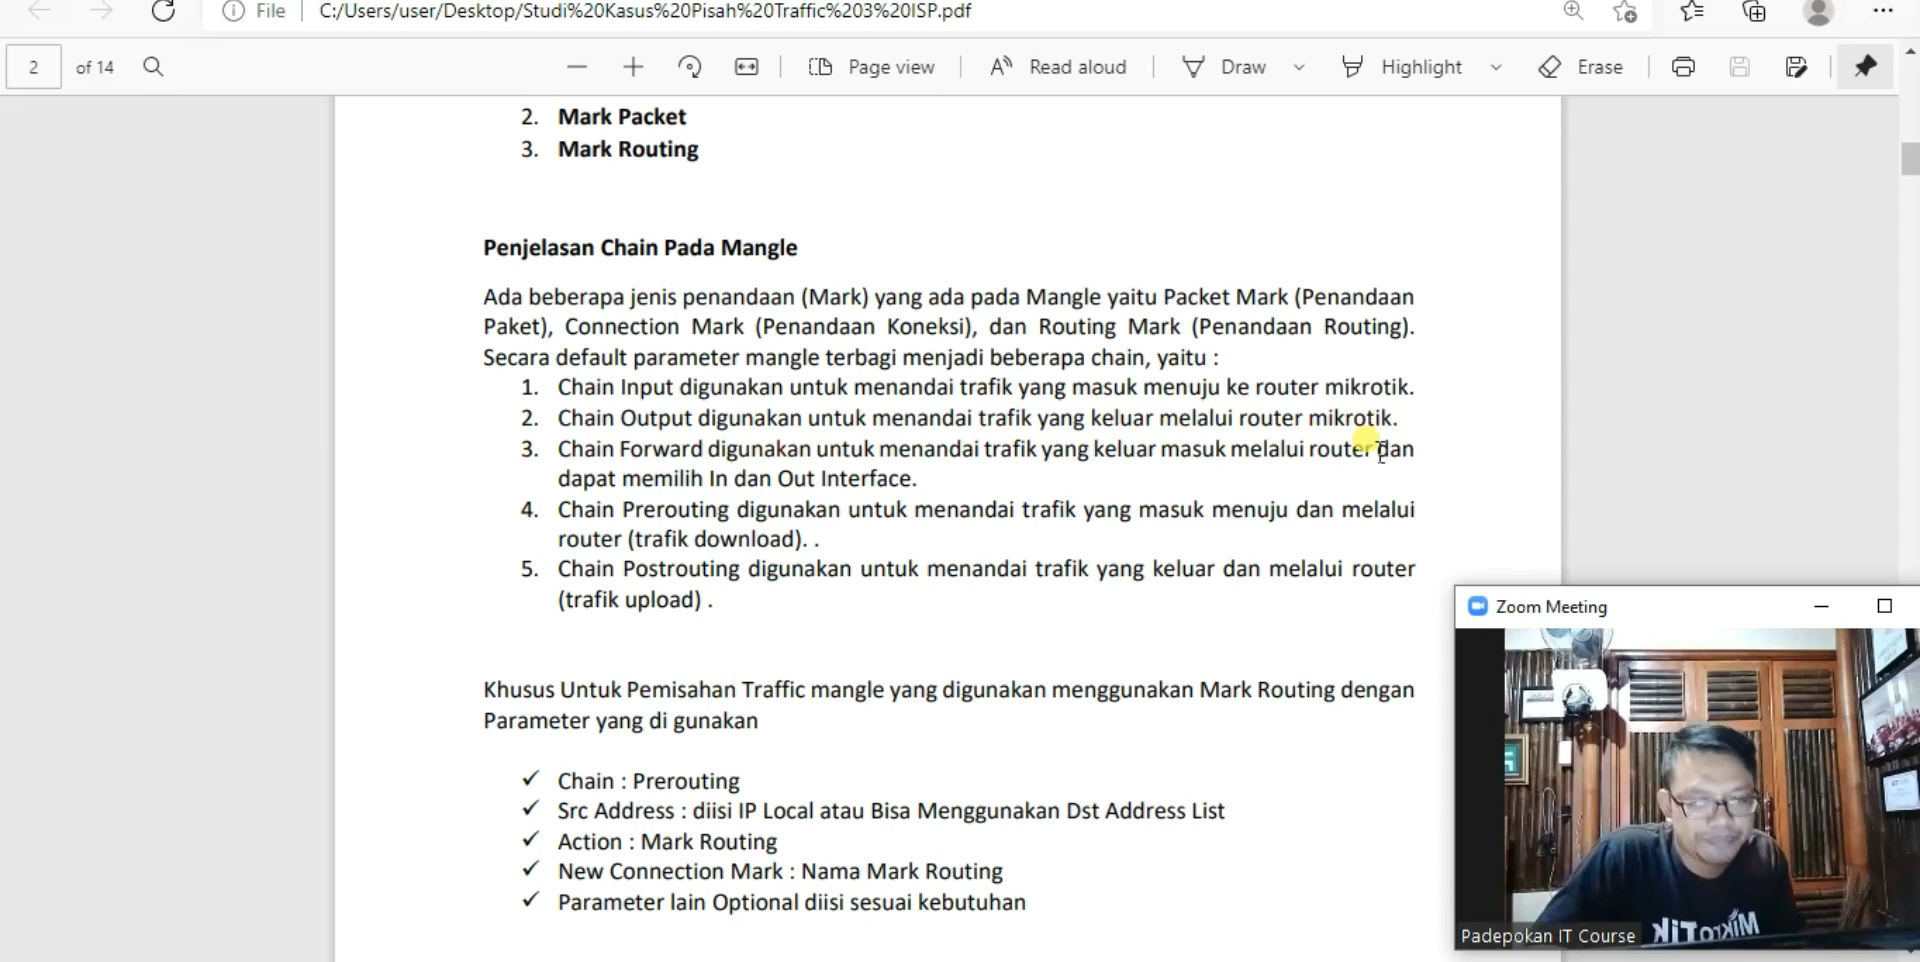 File
C:/Users/user/Desktop/Studi%20Kasus%20Pisah%20Traffic%203%20ISP.pdf
2 of 14
Page view
Read aloud
Draw
Highlight
Erase
2. Mark Packet
3. Mark Routing
Penjelasan Chain Pada Mangle
Ada beberapa jenis penandaan (Mark) yang ada pada Mangle yaitu Packet Mark (Penandaan
Paket), Connection Mark (Penandaan Koneksi), dan Routing Mark (Penandaan Routing).
Secara default parameter mangle terbagi menjadi beberapa chain, yaitu :
1. Chain Input digunakan untuk menandai trafik yang masuk menuju ke router mikrotik.
2. Chain Output digunakan untuk menandai trafik yang keluar melalui router mikrotik.
3. Chain Forward digunakan untuk menandai trafik yang keluar masuk melalui router dan
dapat memilih In dan Out Interface.
4. Chain Prerouting digunakan untuk menandai trafik yang masuk menuju dan melalui
router (trafik download). .
5. Chain Postrouting digunakan untuk menandai trafik yang keluar dan melalui router
(trafik upload) .
Khusus Untuk Pemisahan Traffic mangle yang digunakan menggunakan Mark Routing dengan
Parameter yang di gunakan
✓ Chain : Prerouting
✓ Src Address : diisi IP Local atau Bisa Menggunakan Dst Address List
✓ Action : Mark Routing
✓ New Connection Mark : Nama Mark Routing
✓ Parameter lain Optional diisi sesuai kebutuhan
Zoom Meeting
Padepokan IT Course
MikroTik